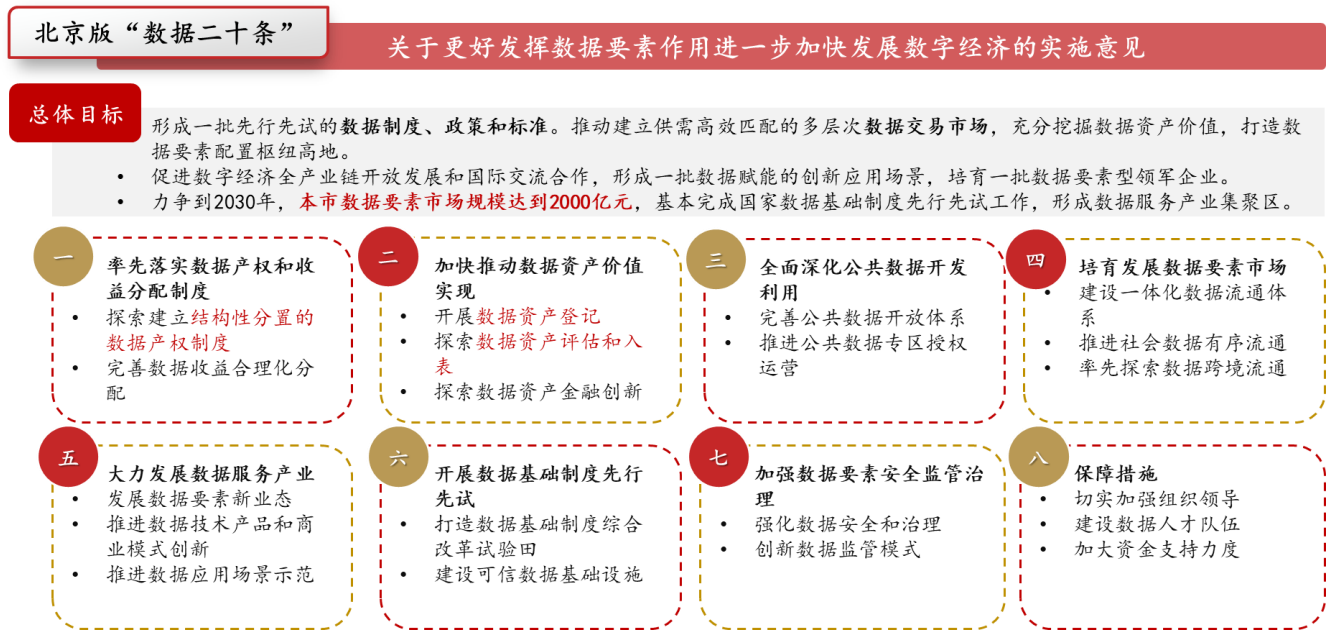 北京版“数据二十条”
关于更好发挥数据要素作用进一步加快发展数字经济的实施意见
总体目标
形成一批先行先试的数据制度、政策和标准。推动建立供需高效匹配的多层次数据交易市场，充分挖掘数据资产价值，打造数
据要素配置枢纽高地。
• 促进数字经济全产业链开放发展和国际交流合作，形成一批数据赋能的创新应用场景，培育一批数据要素型领军企业。
• 力争到2030年，本市数据要素市场规模达到2000亿元，基本完成国家数据基础制度先行先试工作，形成数据服务产业集聚区。
一
率先落实数据产权和收
益分配制度
• 探索建立结构性分置的
数据产权制度
• 完善数据收益合理化分
配
二
加快推动数据资产价值
实现
• 开展数据资产登记
• 探索数据资产评估和入
表
• 探索数据资产金融创新
三
全面深化公共数据开发
利用
• 完善公共数据开放体系
• 推进公共数据专区授权
运营
四
培育发展数据要素市场
• 建设一体化数据流通体
系
• 推进社会数据有序流通
• 率先探索数据跨境流通
五
大力发展数据服务产业
• 发展数据要素新业态
• 推进数据技术产品和商
业模式创新
• 推进数据应用场景示范
六
开展数据基础制度先行
先试
• 打造数据基础制度综合
改革试验田
• 建设可信数据基础设施
七
加强数据要素安全监管治
理
• 强化数据安全和治理
• 创新数据监管模式
八
保障措施
• 切实加强组织领导
• 建设数据人才队伍
• 加大资金支持力度